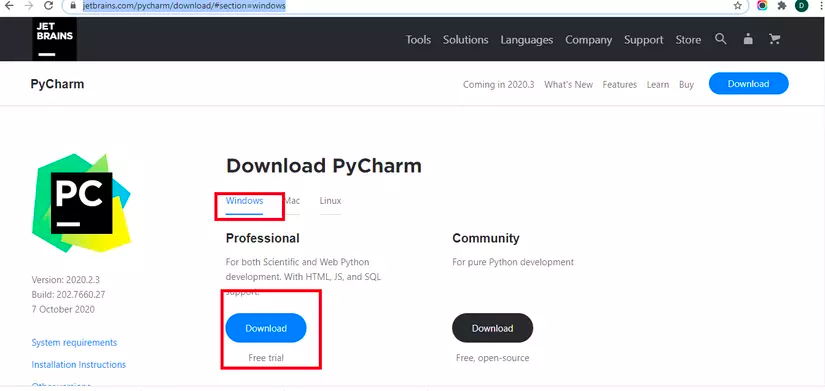 jetbrains.com/pycharm/download/#section=windows
D
JET
BRAINS
Tools Solutions Languages Company Support Store
PyCharm
Coming in 2020.3 What's New Features Learn Buy Download
PC
Download PyCharm
Windows Mac Linux
Professional Community
For both Scientific and Web Python For pure Python development
development. With HTML, JS, and SQL
support.
Version: 2020.2.3
Build: 202.7660.27
7 October 2020
Download Download
System requirements
Free trial Free, open-source
Installation Instructions
Other versions